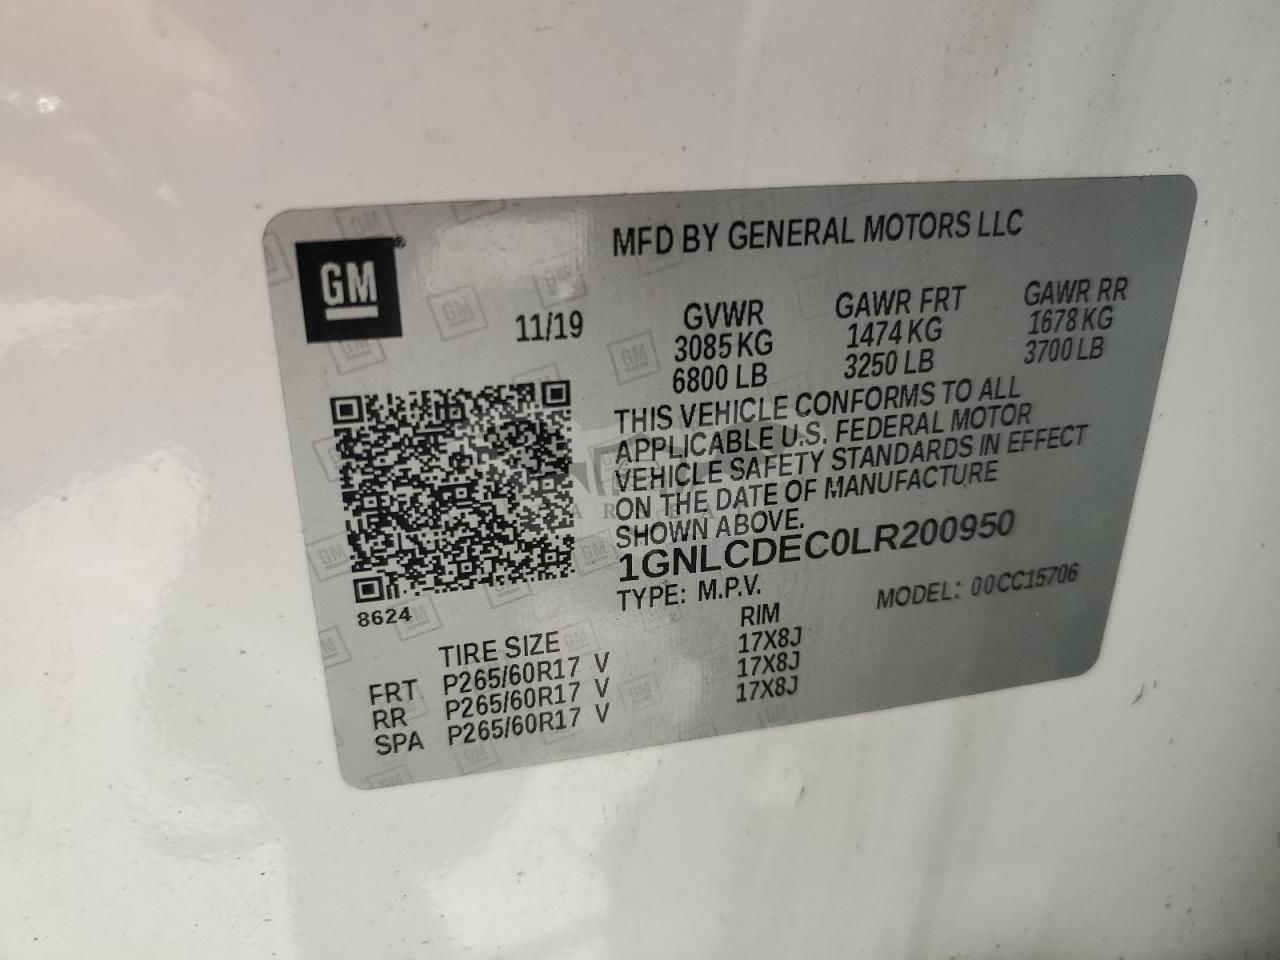 GM®
11/19
MFD BY GENERAL MOTORS LLC
GVWR GAWR FRT GAWR RR
3085 KG 1474 KG 1678 KG
6800 LB 3250 LB 3700 LB
THIS VEHICLE CONFORMS TO ALL
APPLICABLE U.S. FEDERAL MOTOR
VEHICLE SAFETY STANDARDS IN EFFECT
ON THE DATE OF MANUFACTURE
SHOWN ABOVE.
1GNLCDEC0LR200950
TYPE: M.P.V. MODEL: 00CC15706
8624
TIRE SIZE RIM
FRT P265/60R17 V 17X8J
RR P265/60R17 V 17X8J
SPA P265/60R17 V 17X8J